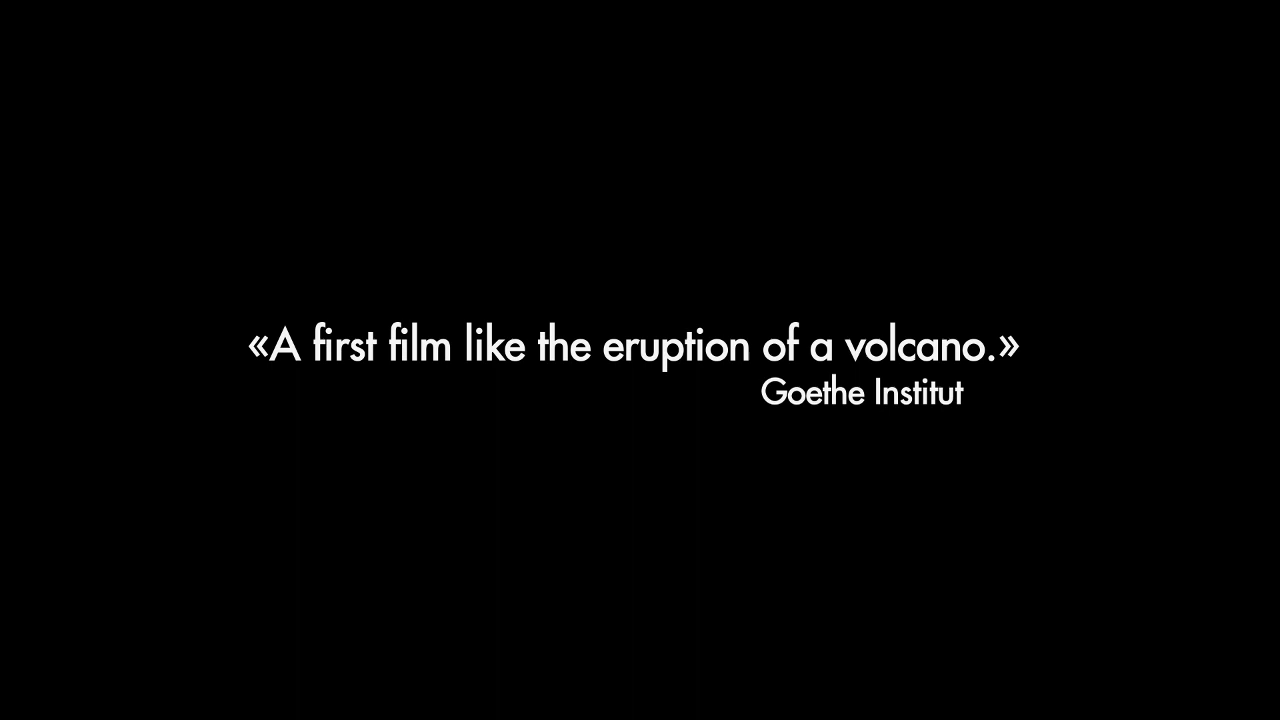 «A first film like the eruption of a volcano.»
Goethe Institut